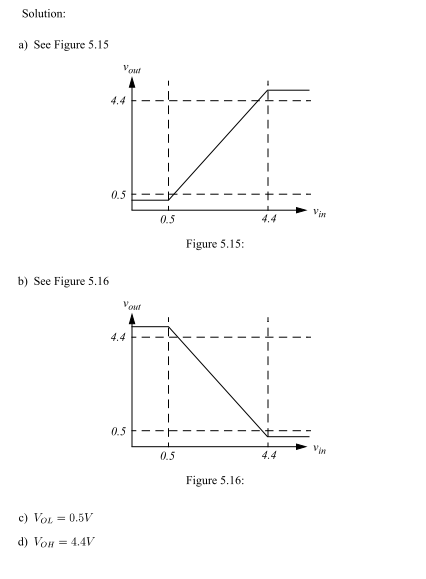 Solution:
a) See Figure 5.15
v_out
4.4
0.5
0.5 4.4 v_in
Figure 5.15:
b) See Figure 5.16
v_out
4.4
0.5
0.5 4.4 v_in
Figure 5.16:
c) V_OL = 0.5V
d) V_OH = 4.4V